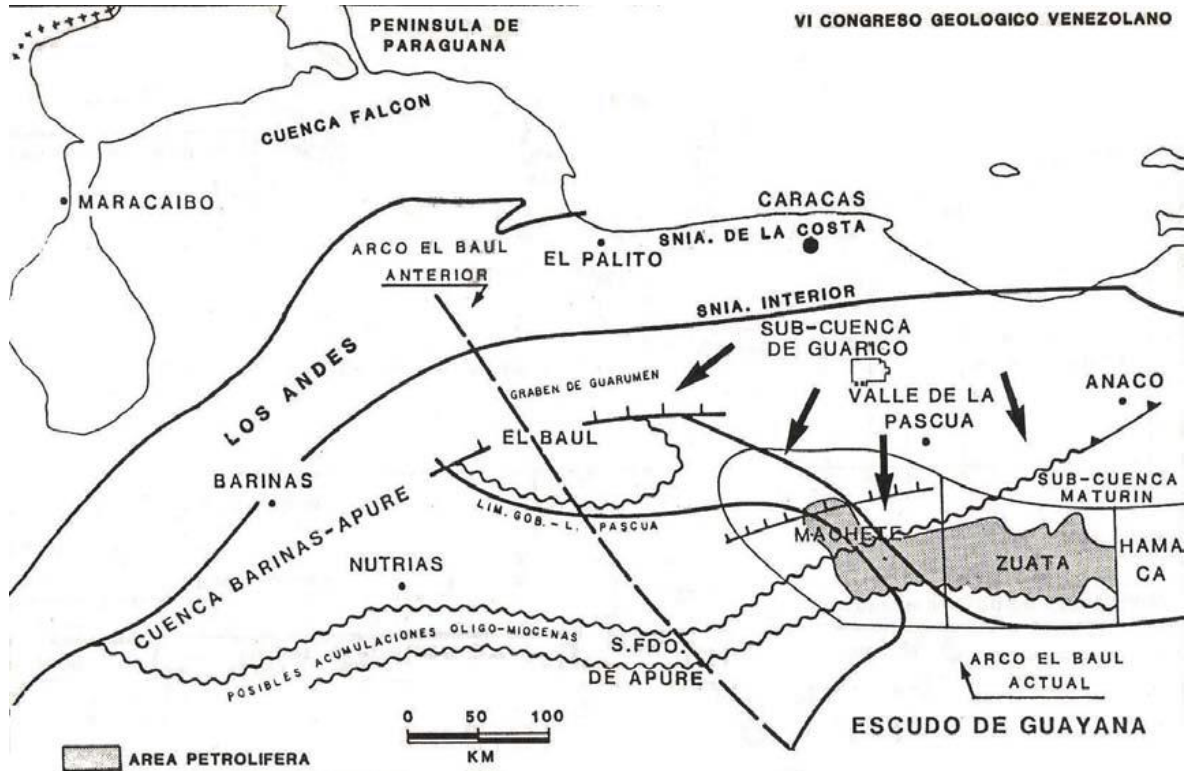 VI CONGRESO GEOLOGICO VENEZOLANO
PENINSULA DE
PARAGUANA
CUENCA FALCON
MARACAIBO
CARACAS
SNIA. DE LA COSTA
ARCO EL BAUL
ANTERIOR
EL PALITO
SNIA. INTERIOR
SUB-CUENCA
DE GUARICO
LOS ANDES
GRABEN DE GUARUMEN
VALLE DE LA
PASCUA
ANACO
EL BAUL
BARINAS
SUB-CUENCA
MATURIN
LIM. GOB.-L. PASCUA
CUENCA BARINAS-APURE
MACHETE
ZUATA
HAMA
CA
NUTRIAS
POSIBLES ACUMULACIONES OLIGO-MIOCENAS
S.FDO.
DE APURE
ARCO EL BAUL
ACTUAL
ESCUDO DE GUAYANA
0 50 100
KM
AREA PETROLIFERA